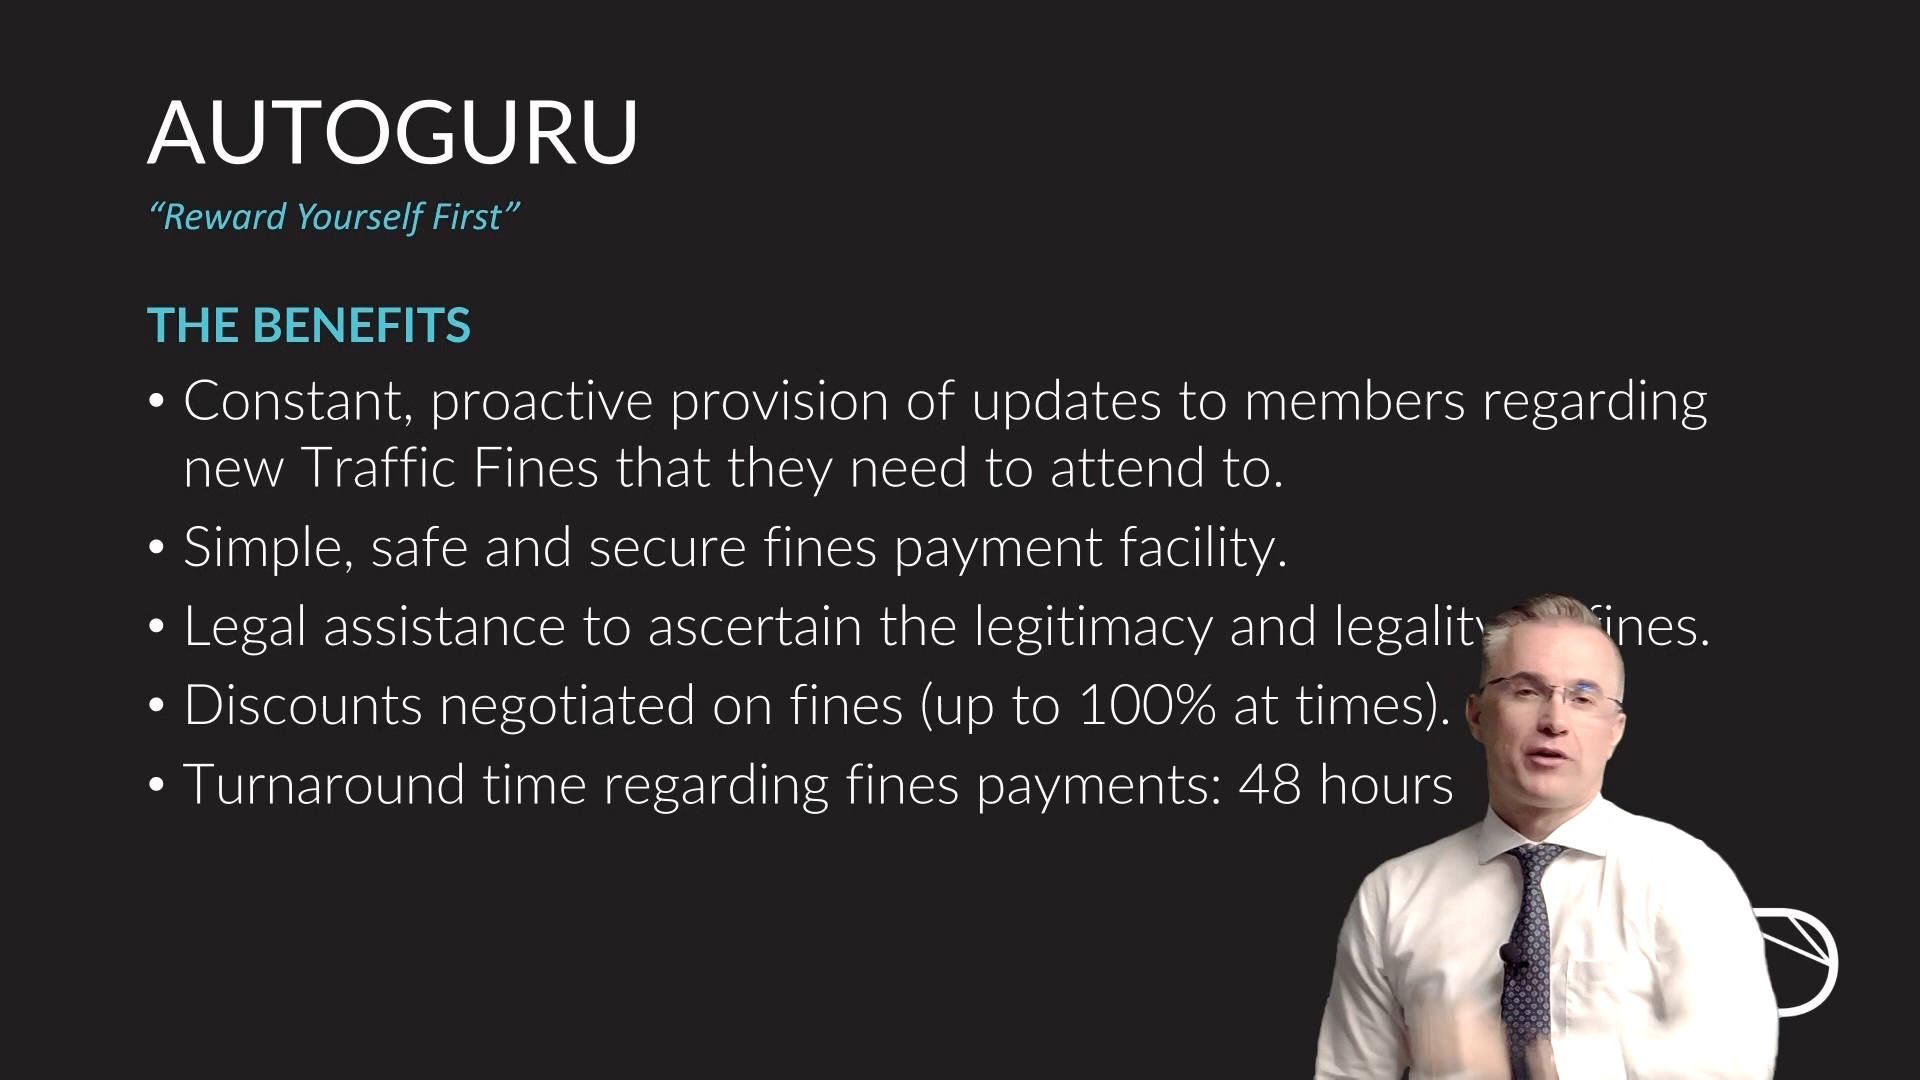 AUTOGURU
“Reward Yourself First”
THE BENEFITS
• Constant, proactive provision of updates to members regarding
new Traffic Fines that they need to attend to.
• Simple, safe and secure fines payment facility.
• Legal assistance to ascertain the legitimacy and legality fines.
• Discounts negotiated on fines (up to 100% at times).
• Turnaround time regarding fines payments: 48 hours